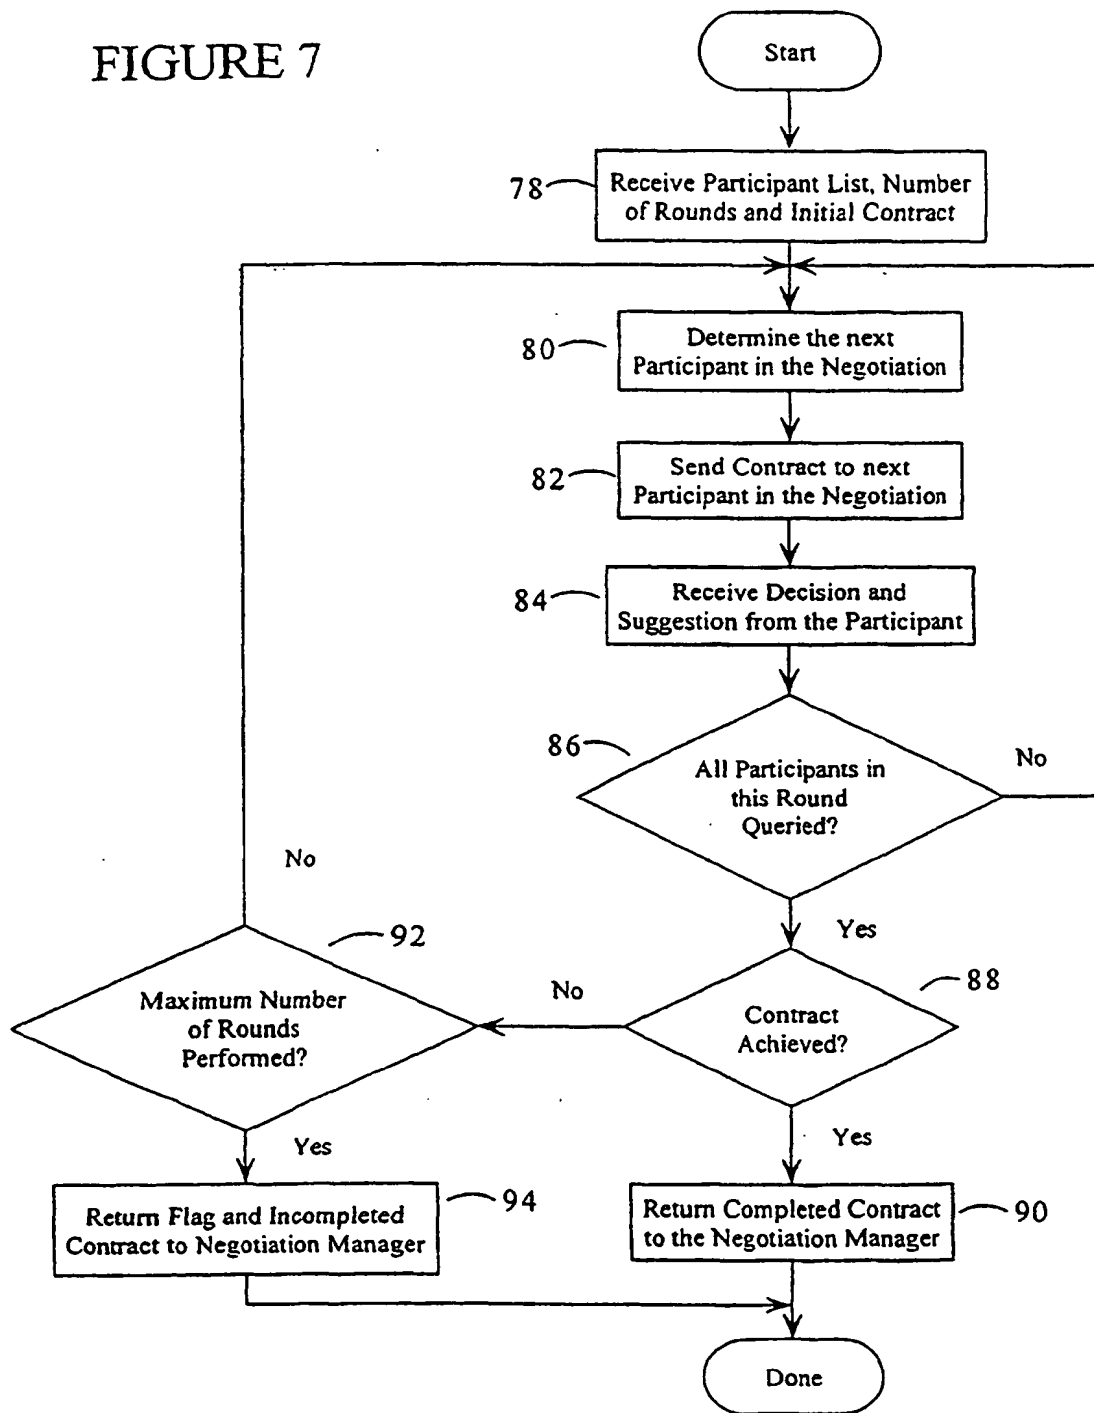 FIGURE 7
Start
78
Receive Participant List, Number
of Rounds and Initial Contract
80
Determine the next
Participant in the Negotiation
82
Send Contract to next
Participant in the Negotiation
84
Receive Decision and
Suggestion from the Participant
86
All Participants in
this Round
Queried?
No
Yes
No
92
Maximum Number
of Rounds
Performed?
No
88
Contract
Achieved?
Yes
Yes
Return Flag and Incompleted
Contract to Negotiation Manager
94
Return Completed Contract
to the Negotiation Manager
90
Done